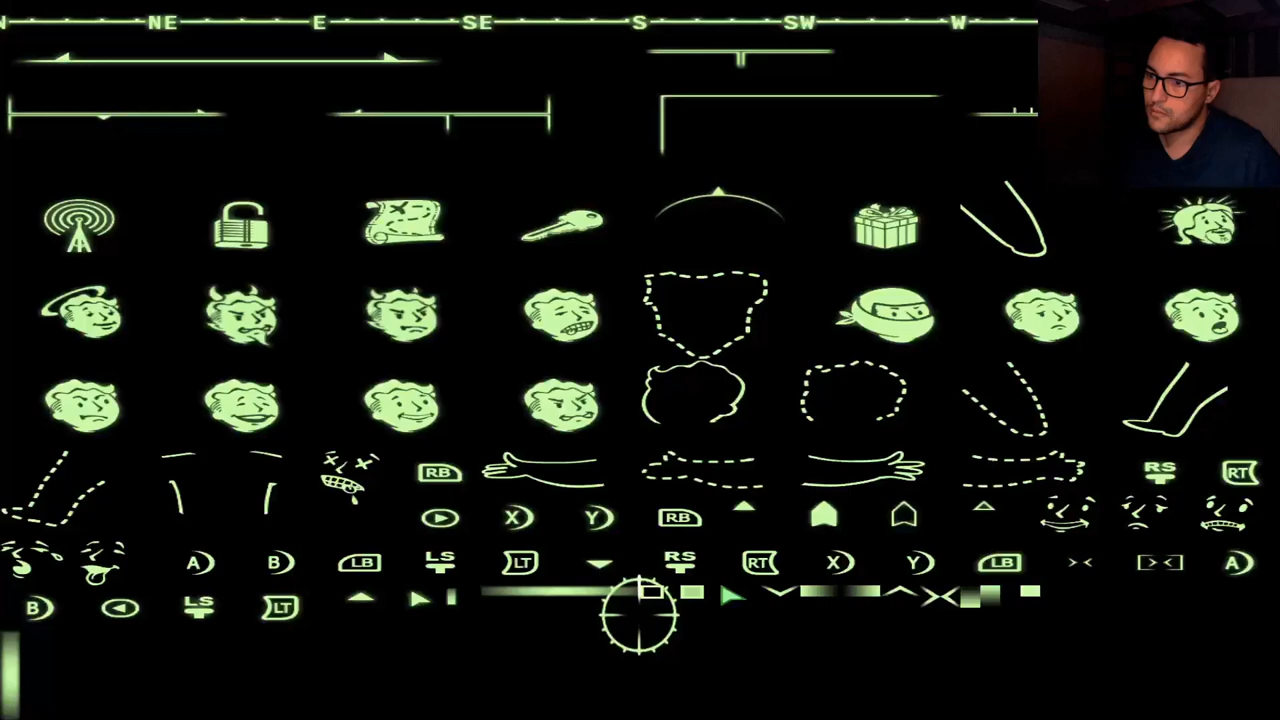 N NE E SE S SW W
RB RS RT
X Y RB
A B LB LS LT RS RT X Y LB A
B LS LT